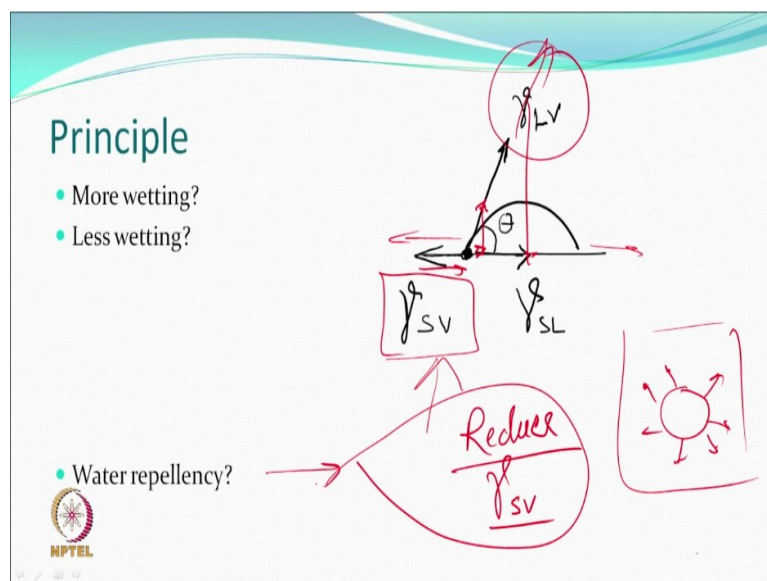 Principle
• More wetting?
• Less wetting?
γLV
θ
γSV
γSL
• Water repellency?
Reduce
γSV
NPTEL